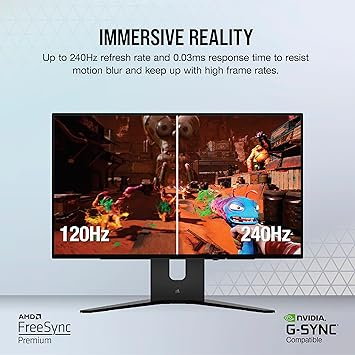 IMMERSIVE REALITY
Up to 240Hz refresh rate and 0.03ms response time to resist
motion blur and keep up with high frame rates.
120Hz
240Hz
AMD
FreeSync
Premium
NVIDIA.
G-SYNC
Compatible